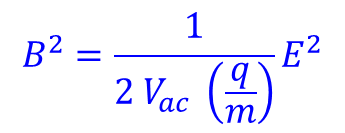 B² = 1 / (2 V_ac (q/m)) E²